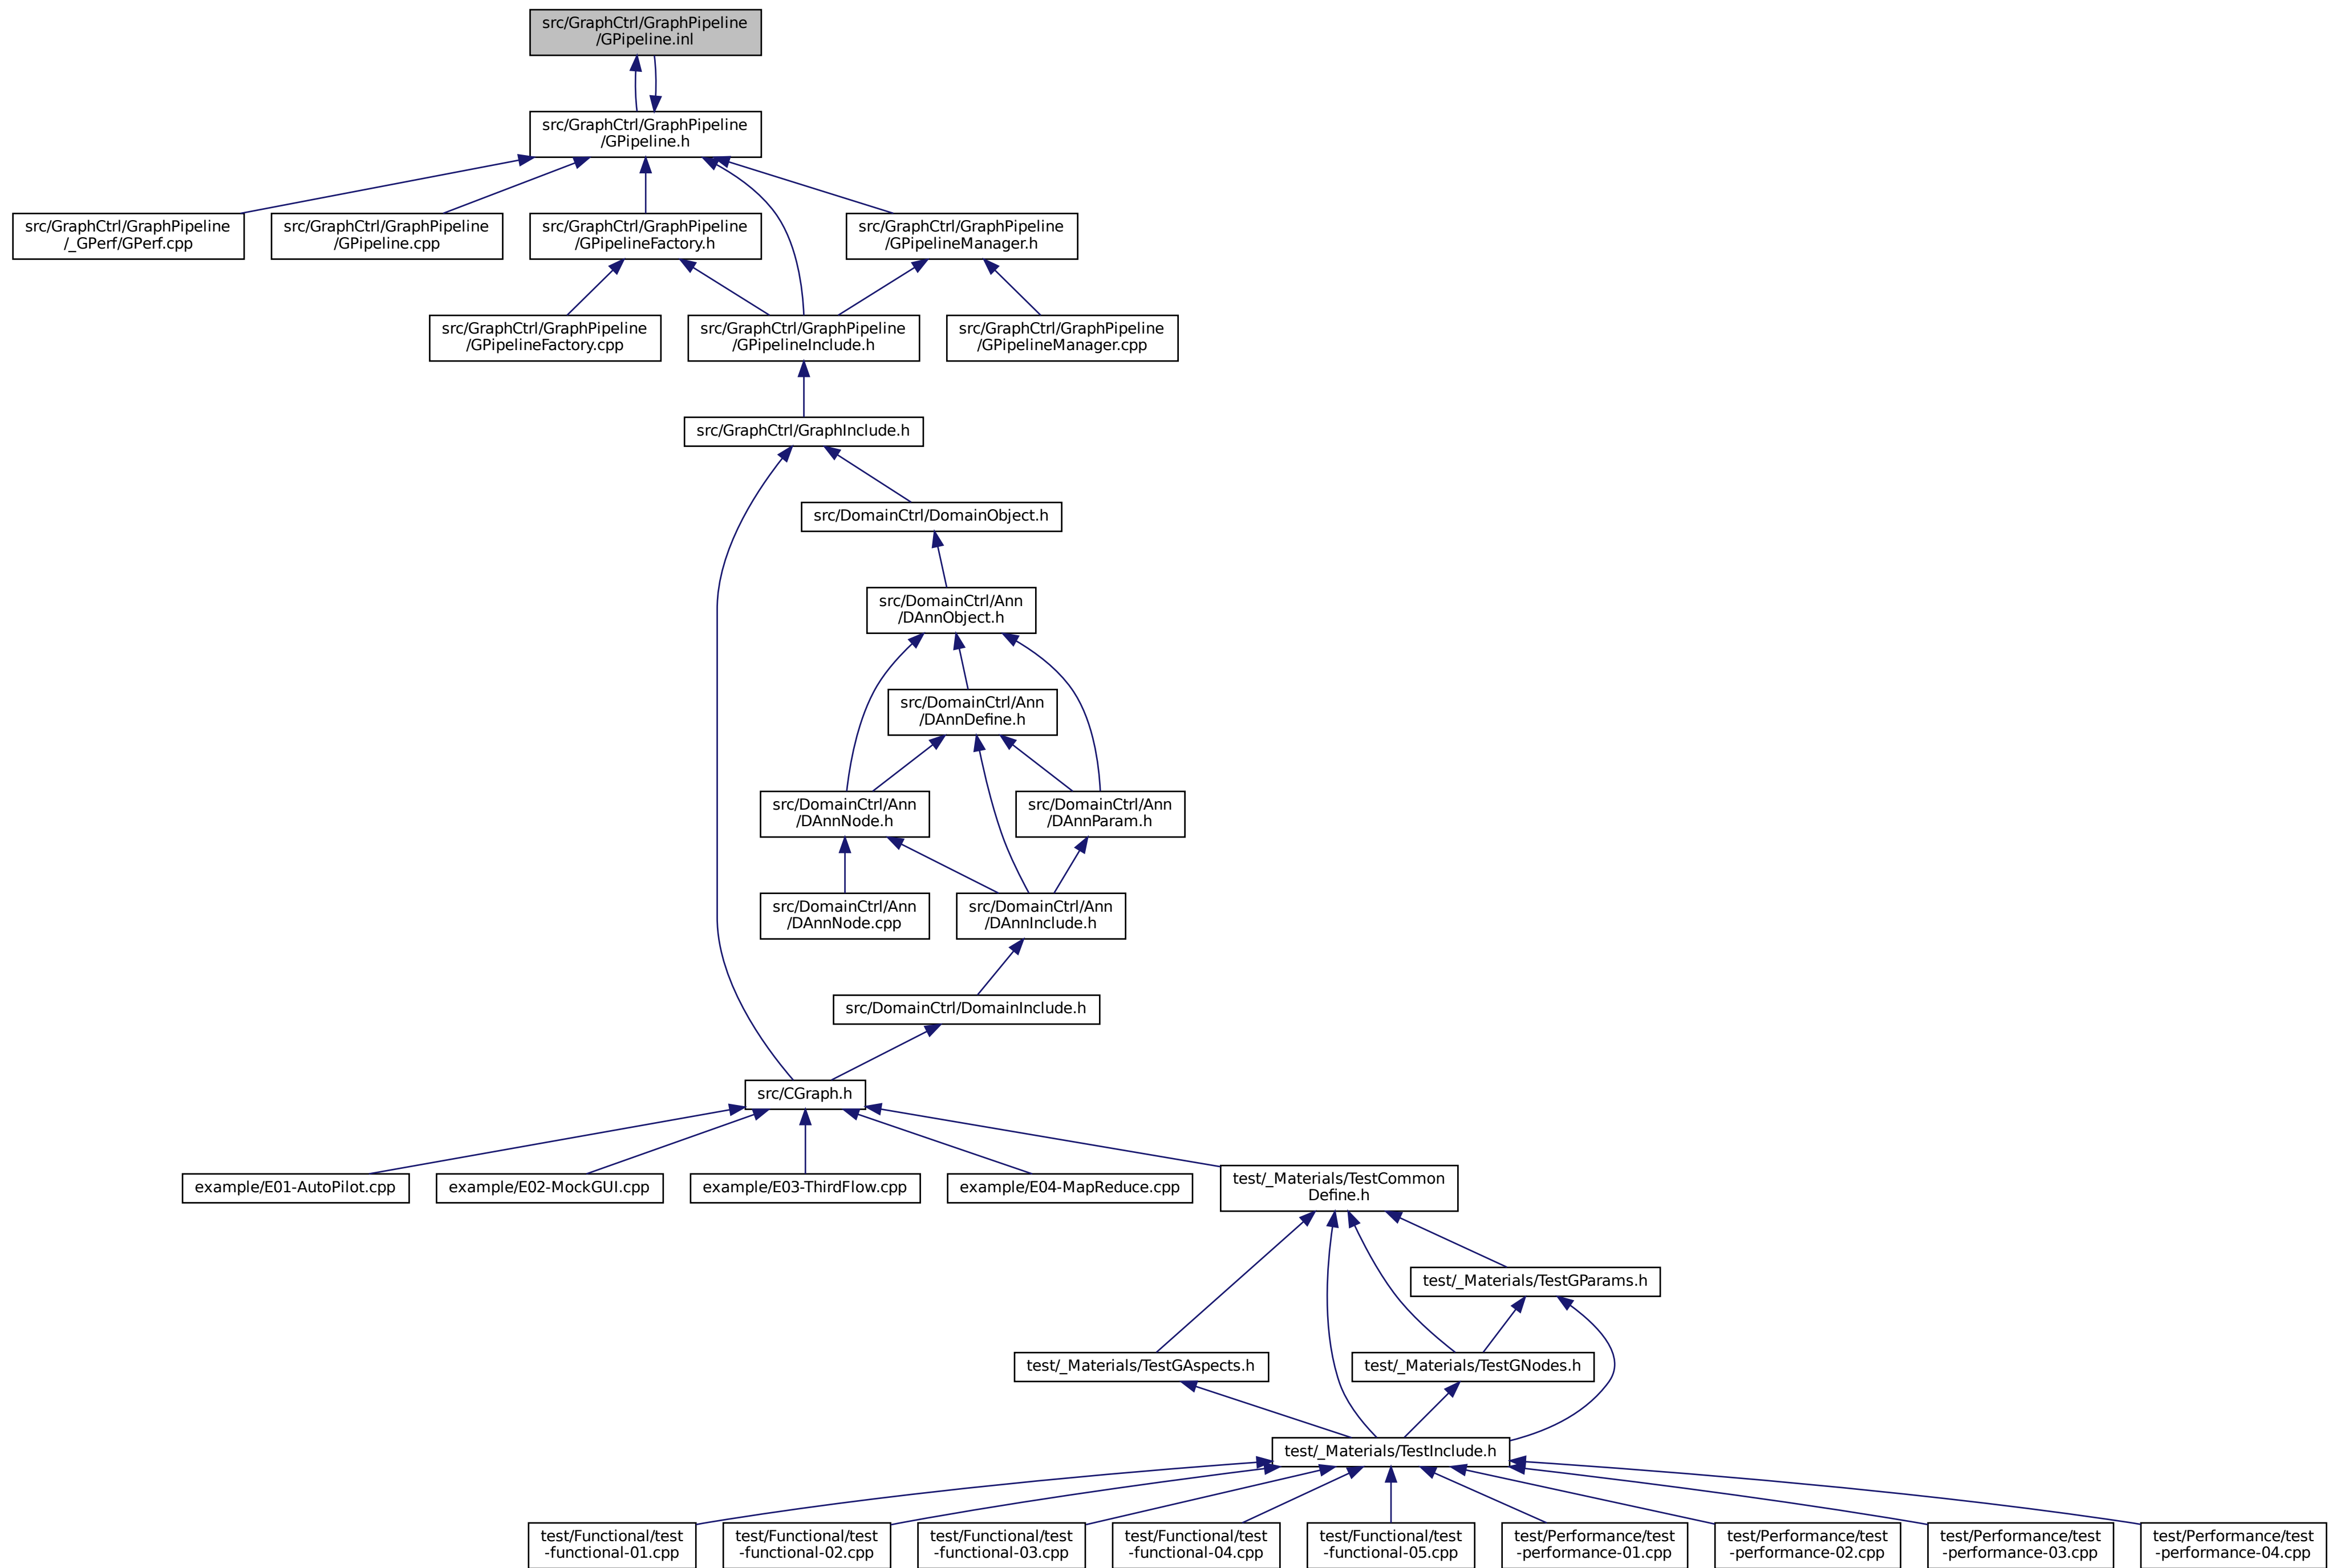 src/GraphCtrl/GraphPipeline
/GPipeline.inl
src/GraphCtrl/GraphPipeline
/GPipeline.h
src/GraphCtrl/GraphPipeline
/_GPerf/GPerf.cpp
src/GraphCtrl/GraphPipeline
/GPipeline.cpp
src/GraphCtrl/GraphPipeline
/GPipelineFactory.h
src/GraphCtrl/GraphPipeline
/GPipelineManager.h
src/GraphCtrl/GraphPipeline
/GPipelineFactory.cpp
src/GraphCtrl/GraphPipeline
/GPipelineInclude.h
src/GraphCtrl/GraphPipeline
/GPipelineManager.cpp
src/GraphCtrl/GraphInclude.h
src/DomainCtrl/DomainObject.h
src/DomainCtrl/Ann
/DAnnObject.h
src/DomainCtrl/Ann
/DAnnDefine.h
src/DomainCtrl/Ann
/DAnnNode.h
src/DomainCtrl/Ann
/DAnnParam.h
src/DomainCtrl/Ann
/DAnnNode.cpp
src/DomainCtrl/Ann
/DAnnInclude.h
src/DomainCtrl/DomainInclude.h
src/CGraph.h
example/E01-AutoPilot.cpp
example/E02-MockGUI.cpp
example/E03-ThirdFlow.cpp
example/E04-MapReduce.cpp
test/_Materials/TestCommon
Define.h
test/_Materials/TestGParams.h
test/_Materials/TestGAspects.h
test/_Materials/TestGNodes.h
test/_Materials/TestInclude.h
test/Functional/test
-functional-01.cpp
test/Functional/test
-functional-02.cpp
test/Functional/test
-functional-03.cpp
test/Functional/test
-functional-04.cpp
test/Functional/test
-functional-05.cpp
test/Performance/test
-performance-01.cpp
test/Performance/test
-performance-02.cpp
test/Performance/test
-performance-03.cpp
test/Performance/test
-performance-04.cpp